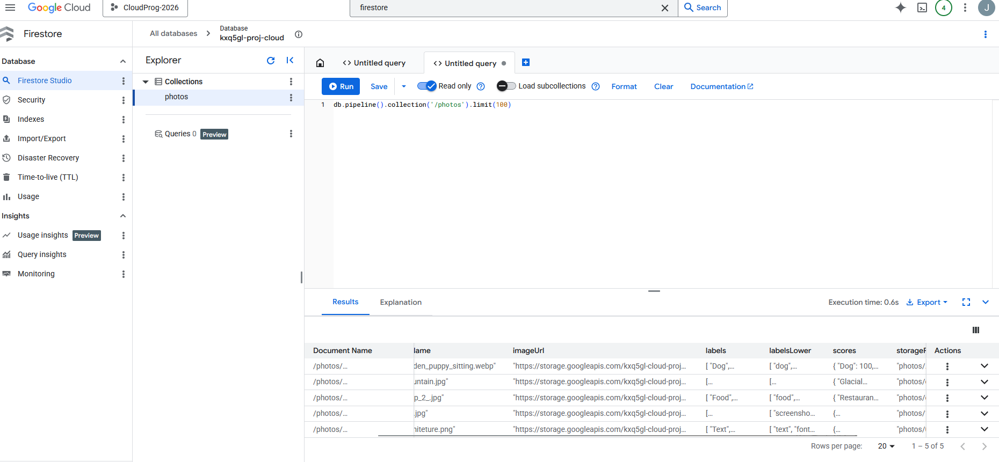 Google Cloud
CloudProg-2026
firestore
Search
4
J
Firestore
All databases
Database
kxq5gl-proj-cloud
Database
Firestore Studio
Security
Indexes
Import/Export
Disaster Recovery
Time-to-live (TTL)
Usage
Insights
Usage insights Preview
Query insights
Monitoring
Explorer
Collections
photos
Queries 0 Preview
<> Untitled query
<> Untitled query
Run Save Read only Load subcollections Format Clear Documentation
1 db.pipeline().collection('/photos').limit(100)
Results Explanation Execution time: 0.6s Export
Document Name lame imageUrl labels labelsLower scores storageP Actions
/photos/... den_puppy_sitting.webp" "https://storage.googleapis.com/kxq5gl-cloud-proj... [ "Dog",... [ "dog",... { "Dog": 100,... "photos/
/photos/... untain.jpg" "https://storage.googleapis.com/kxq5gl-cloud-proj... [... [... { "Glacial... "photos/
/photos/... p_2_.jpg" "https://storage.googleapis.com/kxq5gl-cloud-proj... [ "Food",... [ "food",... { "Restauran... "photos/
/photos/... .jpg" "https://storage.googleapis.com/kxq5gl-cloud-proj... [... [ "screensho... {... "photos/
/photos/... hiteture.png" "https://storage.googleapis.com/kxq5gl-cloud-proj... [ "Text",... [ "text", "font... {... "photos/
Rows per page: 20 1 – 5 of 5